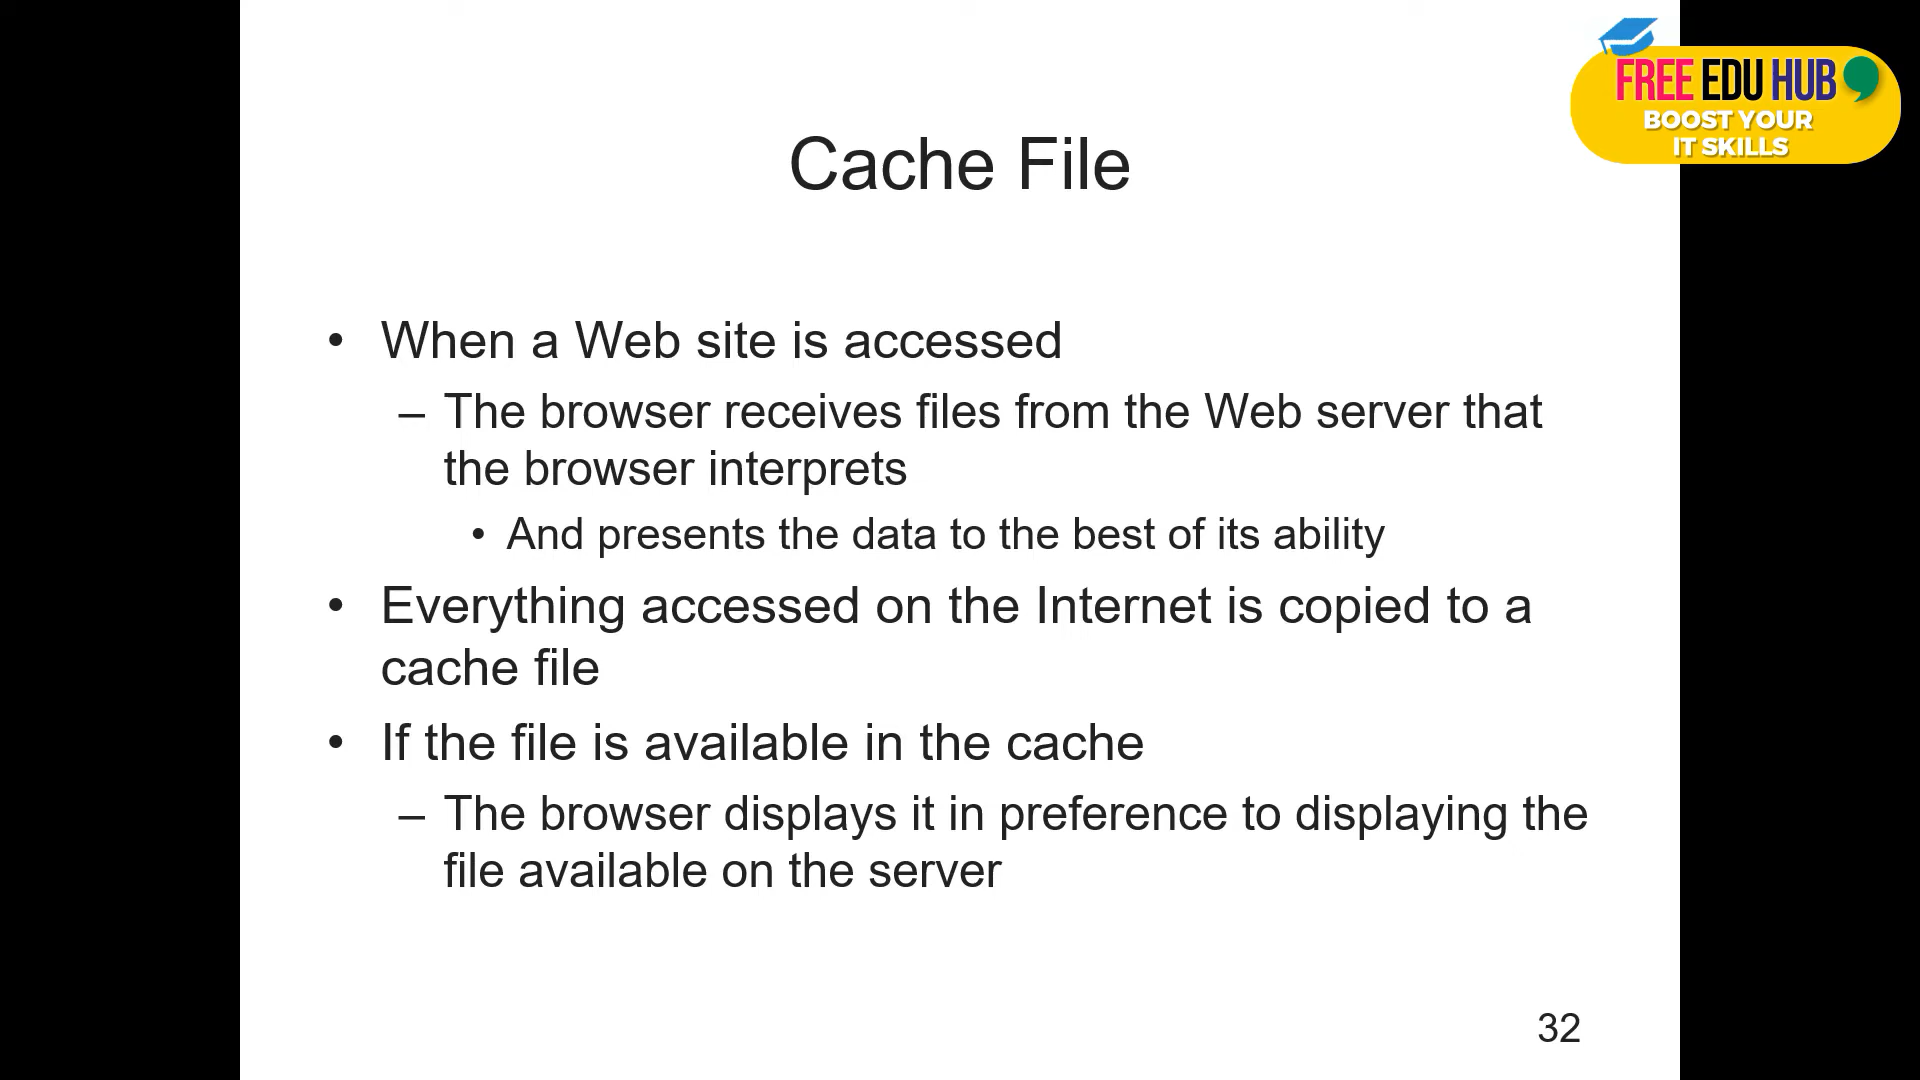 FREE EDU HUB
BOOST YOUR
IT SKILLS
Cache File
• When a Web site is accessed
– The browser receives files from the Web server that
the browser interprets
• And presents the data to the best of its ability
• Everything accessed on the Internet is copied to a
cache file
• If the file is available in the cache
– The browser displays it in preference to displaying the
file available on the server
32